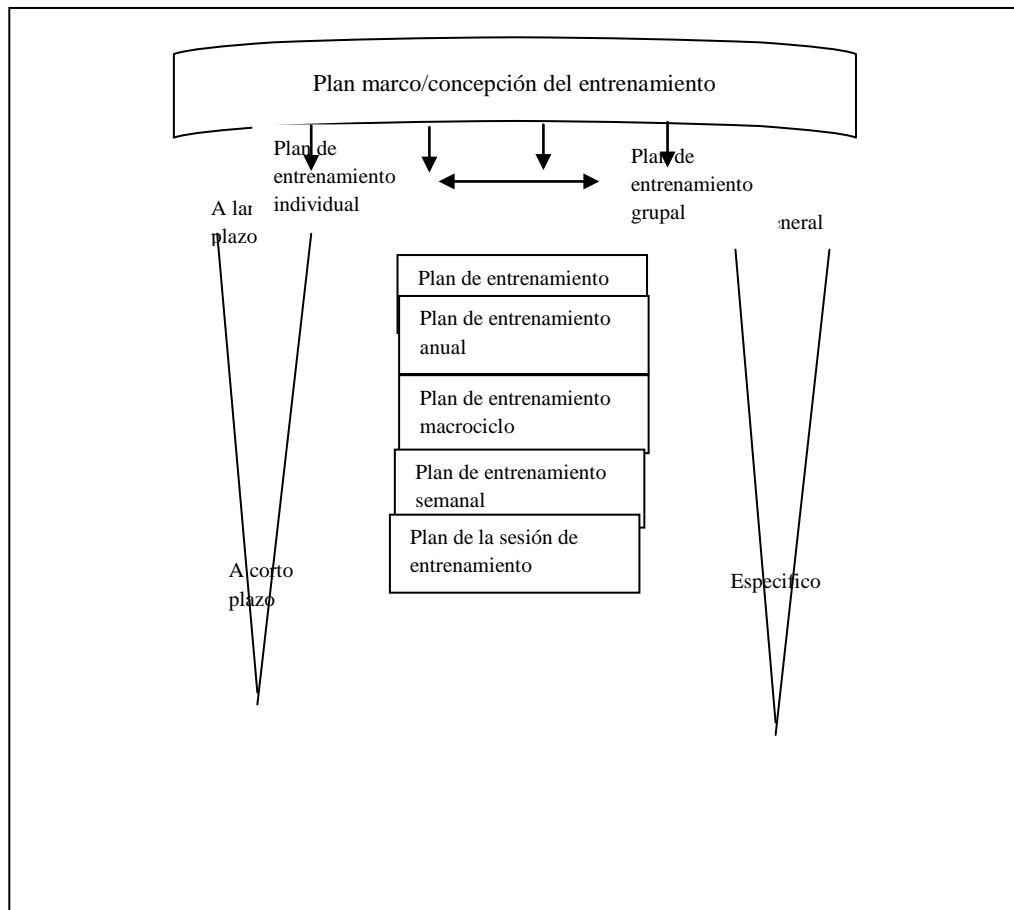 Plan marco/concepción del entrenamiento
Plan de
entrenamiento
individual
Plan de
entrenamiento
grupal
A
plazo
Plan de entrenamiento
Plan de entrenamiento
anual
Plan de entrenamiento
macrociclo
Plan de entrenamiento
semanal
Plan de la sesión de
entrenamiento
A corto
plazo
Especifico